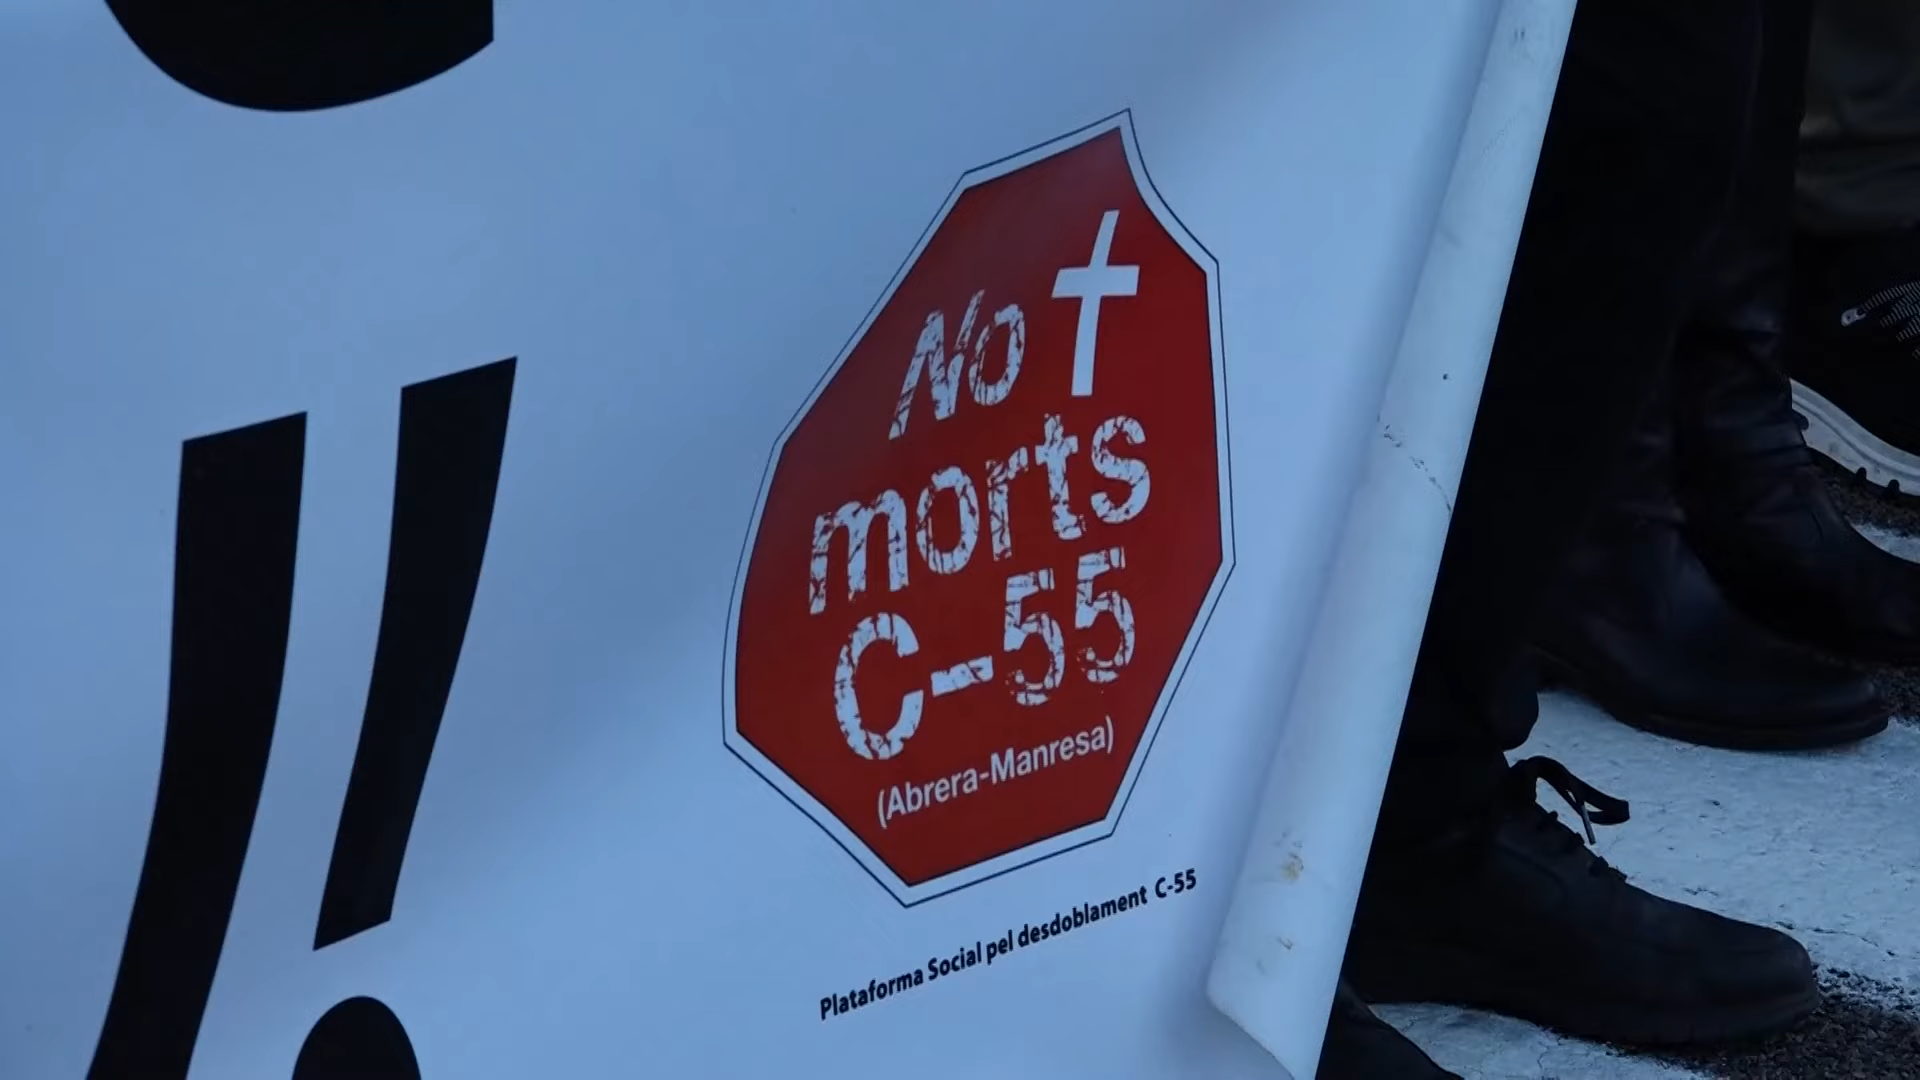 No
morts
C-55
(Abrera-Manresa)
Plataforma Social pel desdoblament C-55